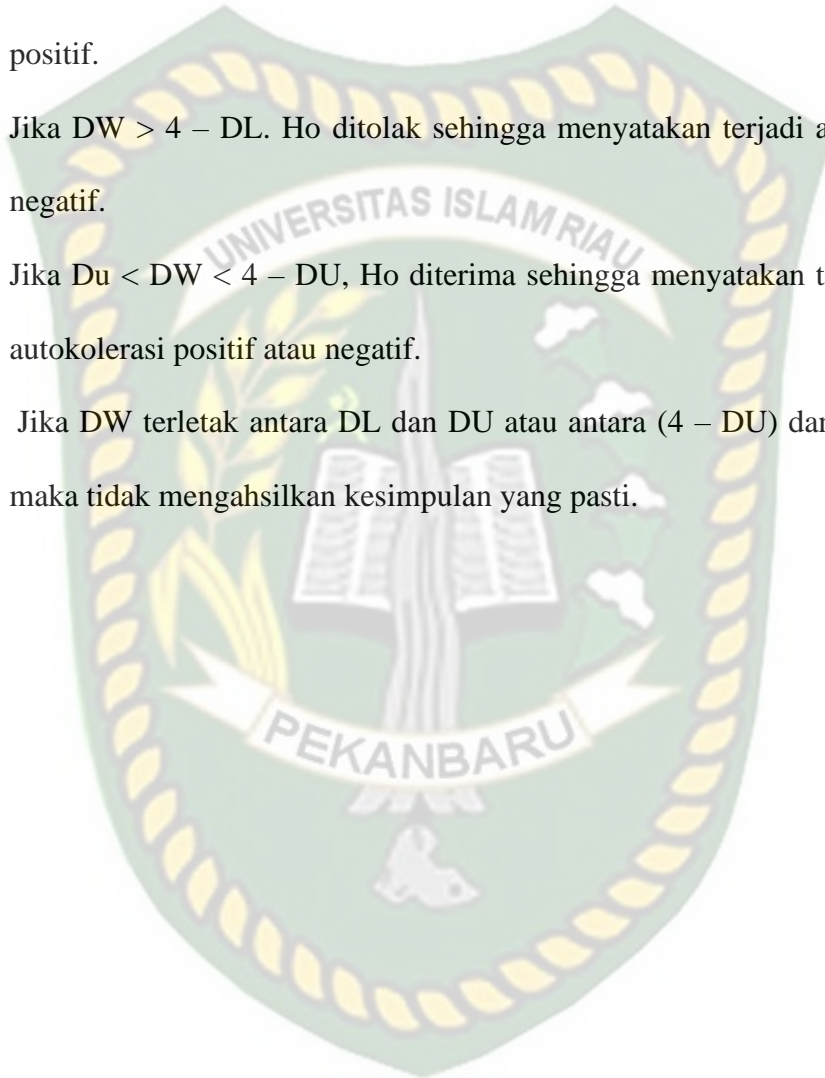 positif.
Jika DW > 4 – DL. Ho ditolak sehingga menyatakan terjadi
negatif.
UNIVERSITAS ISLAM RIAU
Jika Du < DW < 4 – DU, Ho diterima sehingga menyatakan
autokolerasi positif atau negatif.
Jika DW terletak antara DL dan DU atau antara (4 – DU)
maka tidak mengahsilkan kesimpulan yang pasti.
PEKANBARU